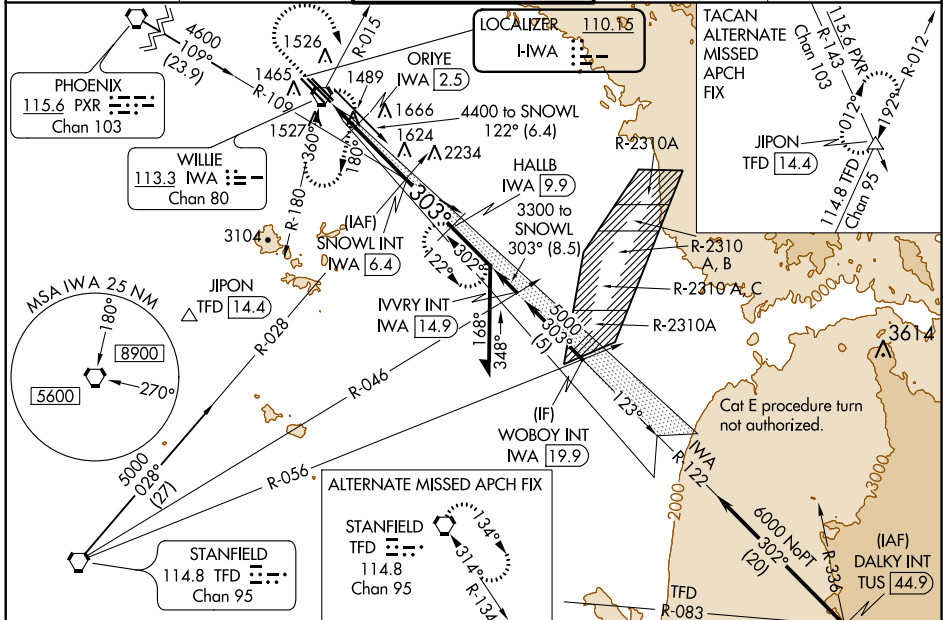 4600
109°
(23.9)
R-109
PHOENIX
115.6 PXR
Chan 103
1526
R-015
1465
1489
ORIYE
IWA 2.5
LOCALIZER 110.15
I-IWA
TACAN
ALTERNATE
MISSED
APCH
FIX
115.6 PXR
R-143
Chan 103
R-012
012°
192°
JIPON
TFD 14.4
114.8 TFD
Chan 95
1666
1527
1624
2234
4400 to SNOWL
122° (6.4)
360°
180°
R-180
WILLIE
113.3 IWA
Chan 80
HALLB
IWA 9.9
3300 to
SNOWL
303° (8.5)
303°
R-2310A
R-2310
A, B
R-2310 A, C
R-2310A
3104
(IAF)
SNOWL INT
IWA 6.4
302°
122°
JIPON
TFD 14.4
R-028
IVVRY INT
IWA 14.9
168°
348°
5000
303°
(5)
MSA IWA 25 NM
180°
8900
5600
270°
R-046
2000
3614
Cat E procedure turn
not authorized.
(IF)
WOBOY INT
IWA 19.9
123°
IWA
R-122
5000
028°
(27)
R-056
2000
3000
ALTERNATE MISSED APCH FIX
STANFIELD
TFD
114.8
Chan 95
134°
314°
R-134
STANFIELD
114.8 TFD
Chan 95
6000 NoPT
302°
(20)
R-336
(IAF)
DALKY INT
TUS 44.9
TFD
R-083